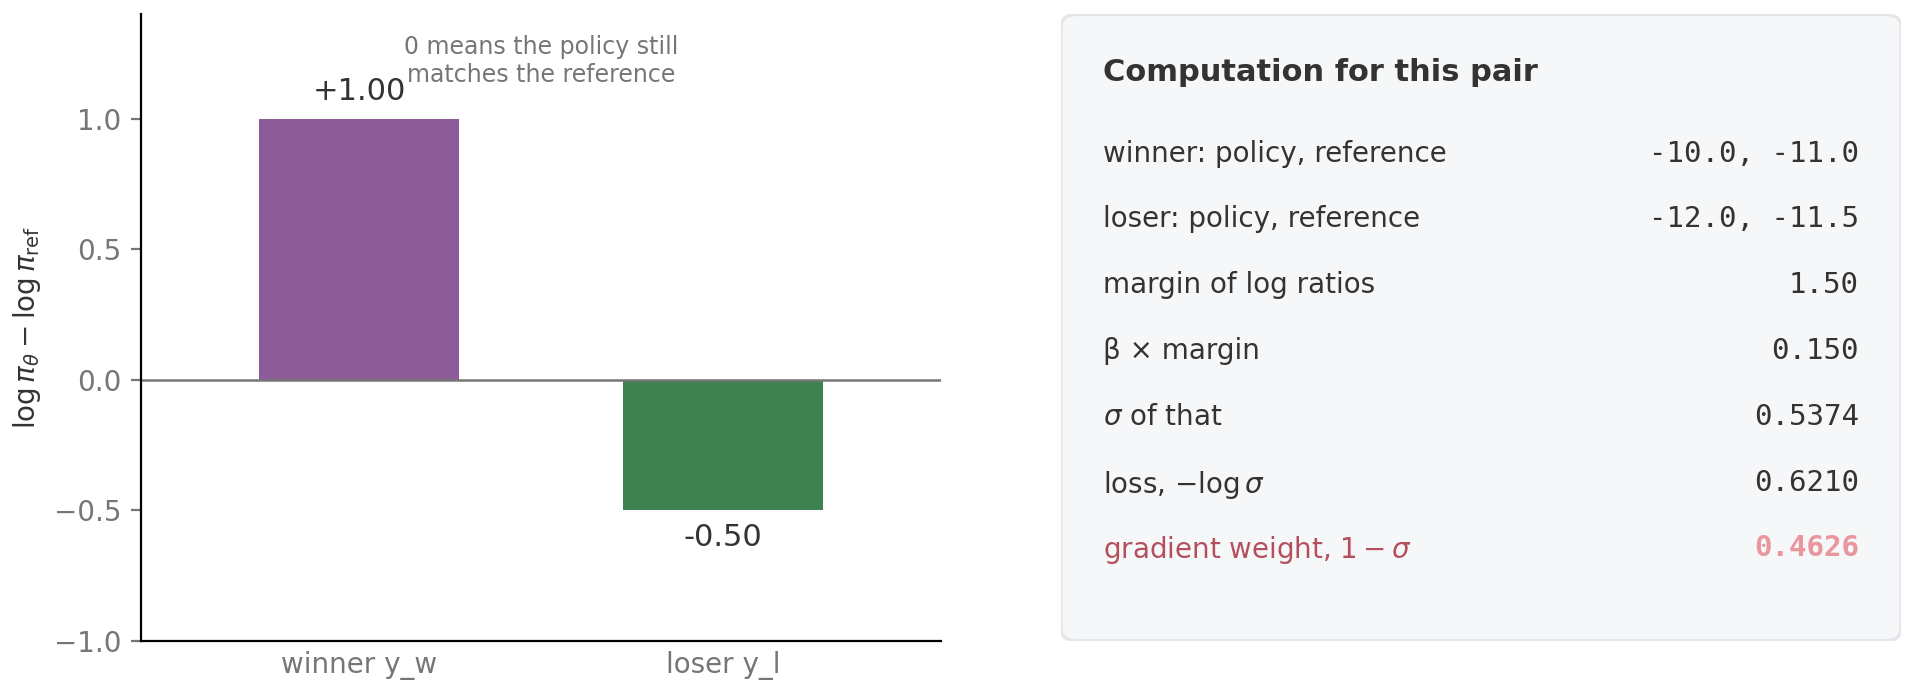 0 means the policy still
matches the reference
+1.00
1.0
0.5
0.0
−0.5
−1.0
log π_θ − log π_ref
-0.50
winner y_w
loser y_l
Computation for this pair
winner: policy, reference -10.0, -11.0
loser: policy, reference -12.0, -11.5
margin of log ratios 1.50
β × margin 0.150
σ of that 0.5374
loss, −log σ 0.6210
gradient weight, 1 − σ 0.4626